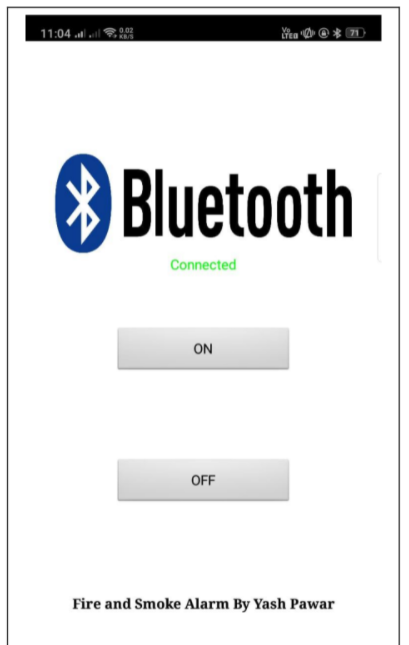 11:04 0.02 KB/S Vo LTE 71
Bluetooth
Connected
ON
OFF
Fire and Smoke Alarm By Yash Pawar